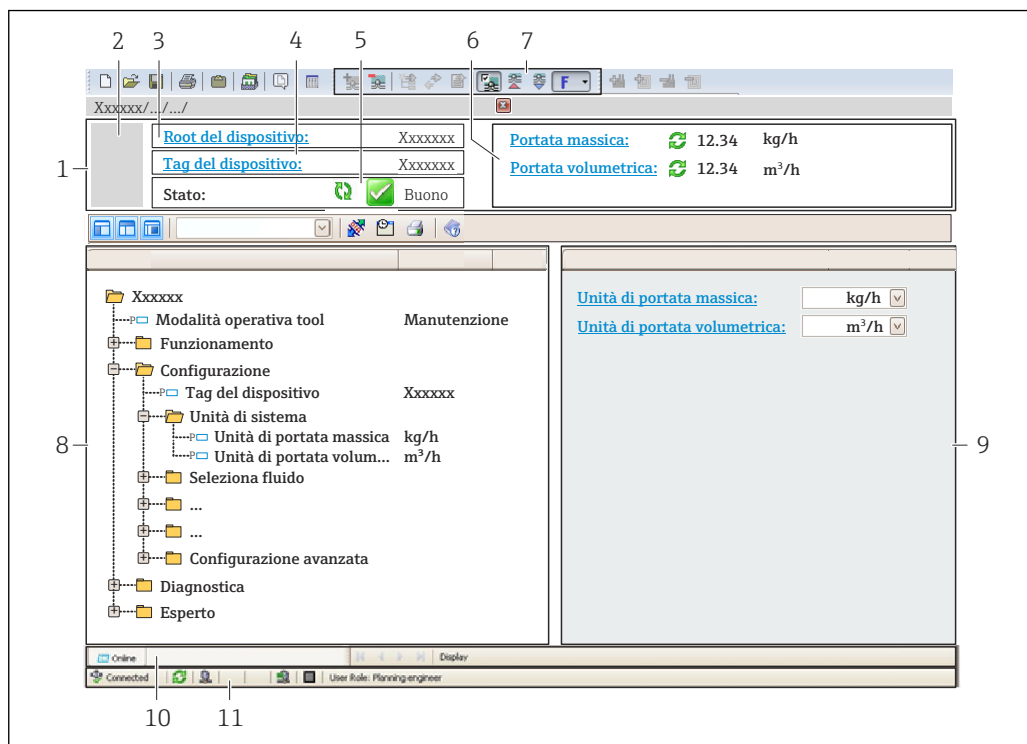 2 3 4 5 6 7
Xxxxxx/.../.../
1
Root del dispositivo: Xxxxxxx
Tag del dispositivo: Xxxxxxx
Stato: Buono
Portata massica: 12.34 kg/h
Portata volumetrica: 12.34 m³/h
F
Xxxxxx
P Modalità operativa tool Manutenzione
Funzionamento
Configurazione
P Tag del dispositivo Xxxxxx
Unità di sistema
P Unità di portata massica kg/h
P Unità di portata volum... m³/h
Seleziona fluido
...
...
Configurazione avanzata
Diagnostica
Esperto
8
Unità di portata massica: kg/h
Unità di portata volumetrica: m³/h
9
Online Display
Connected User Role: Planning engineer
10 11